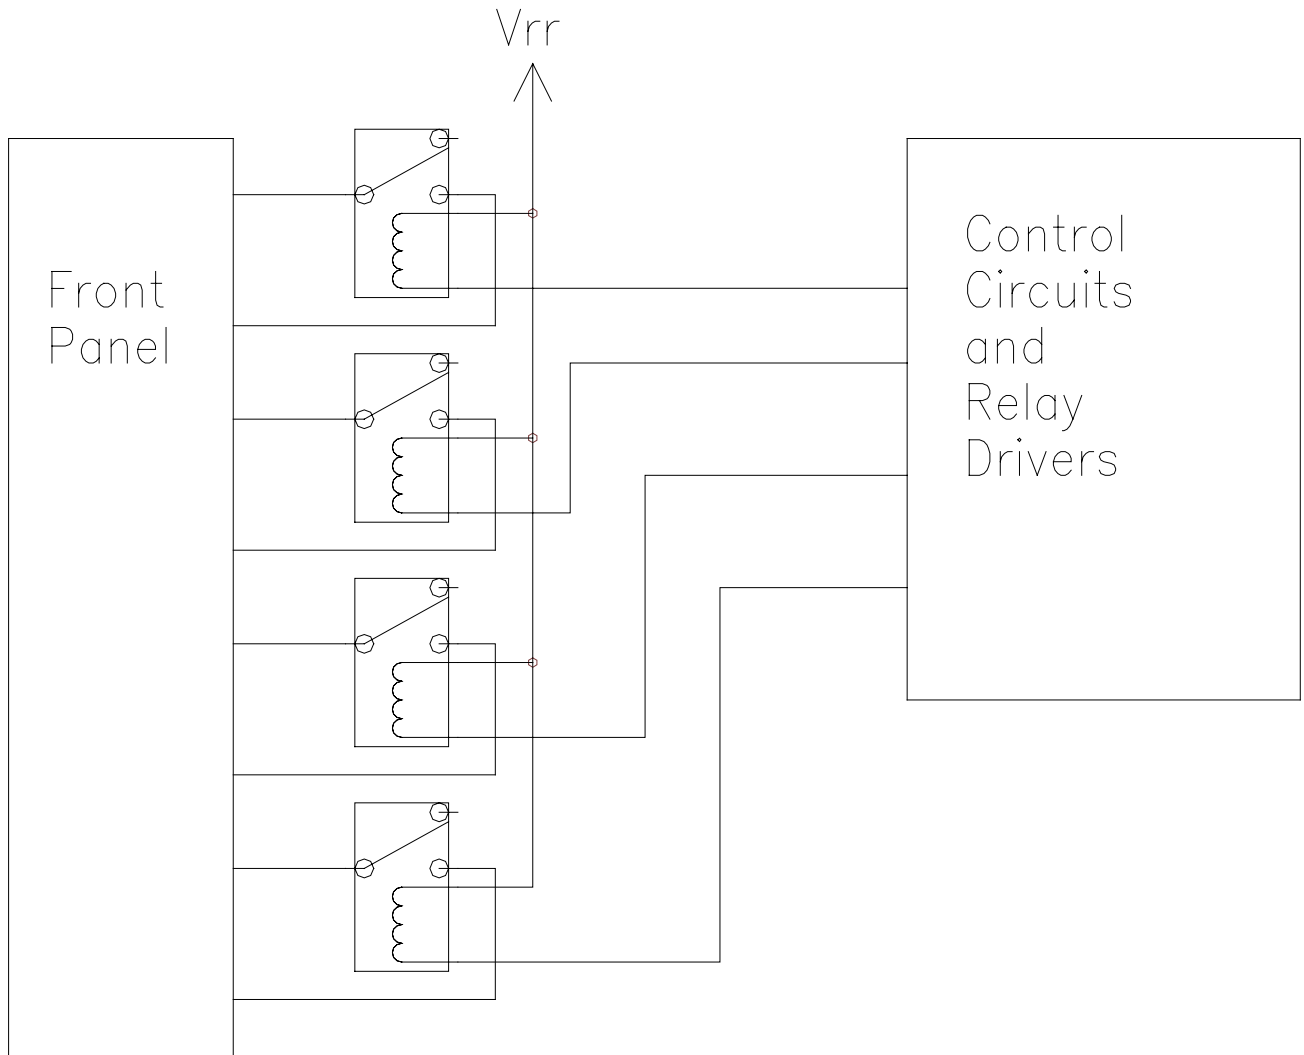 Vrr
Front
Panel
Control
Circuits
and
Relay
Drivers